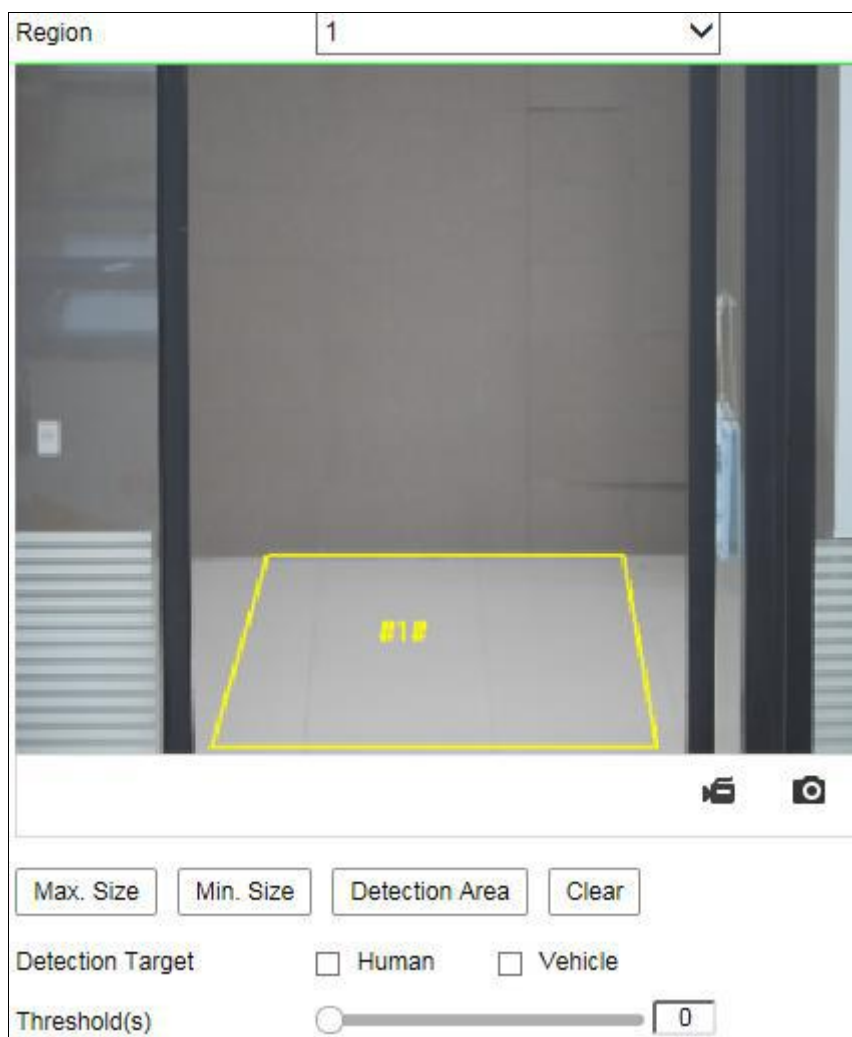 Region 1
#1#
Max. Size Min. Size Detection Area Clear
Detection Target Human Vehicle
Threshold(s) 0